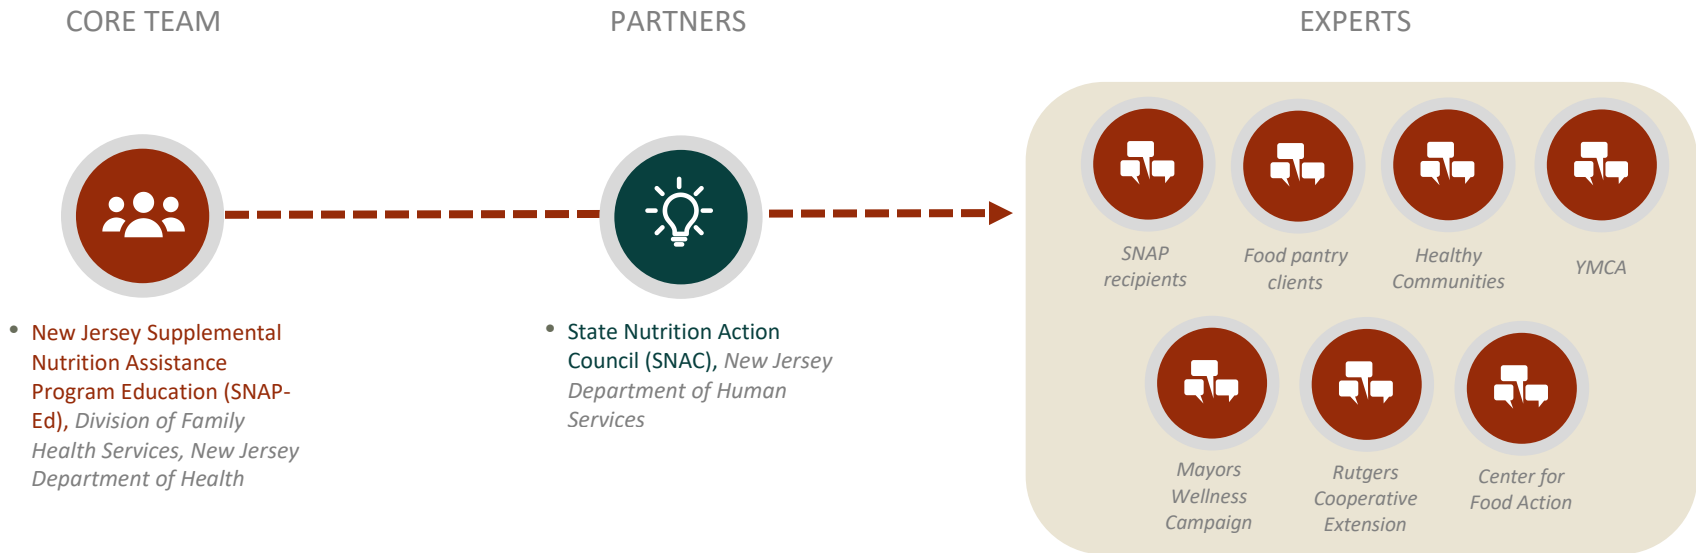 CORE TEAM
PARTNERS
EXPERTS
• New Jersey Supplemental
Nutrition Assistance
Program Education (SNAP-
Ed), Division of Family
Health Services, New Jersey
Department of Health
• State Nutrition Action
Council (SNAC), New Jersey
Department of Human
Services
SNAP
recipients
Food pantry
clients
Healthy
Communities
YMCA
Mayors
Wellness
Campaign
Rutgers
Cooperative
Extension
Center for
Food Action